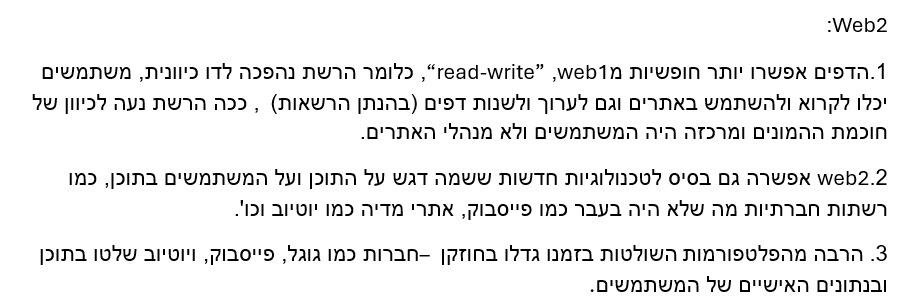 Web2:
1.הדפים אפשרו יותר חופשיות מweb1, ”read-write“, כלומר הרשת נהפכה לדו כיוונית, משתמשים
יכלו לקרוא ולהשתמש באתרים וגם לערוך ולשנות דפים (בהנתן הרשאות) , ככה הרשת נעה לכיוון של
חוכמת ההמונים ומרכזה היה המשתמשים ולא מנהלי האתרים.
2.web2 אפשרה גם בסיס לטכנולוגיות חדשות ששמה דגש על התוכן ועל המשתמשים בתוכן, כמו
רשתות חברתיות מה שלא היה בעבר כמו פייסבוק, אתרי מדיה כמו יוטיוב וכו'.
3. הרבה מהפלטפורמות השולטות בזמנו גדלו בחוזקן –חברות כמו גוגל, פייסבוק, ויוטיוב שלטו בתוכן
ובנתונים האישיים של המשתמשים.